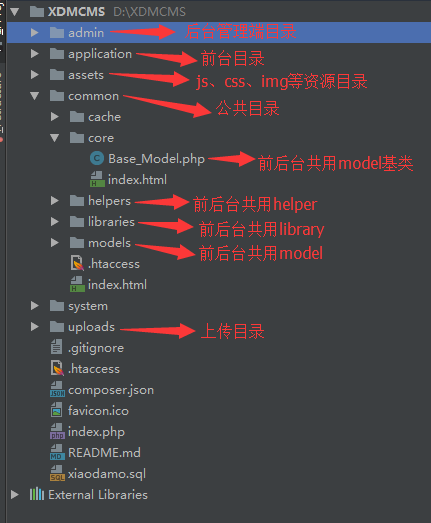 XDMCMS D:\XDMCMS
admin 后台管理端目录
application 前台目录
assets js、css、img等资源目录
common 公共目录
cache
core
Base_Model.php 前后台共用model基类
index.html
helpers 前后台共用helper
libraries 前后台共用library
models 前后台共用model
.htaccess
index.html
system
uploads 上传目录
.gitignore
.htaccess
composer.json
favicon.ico
index.php
README.md
xiaodamo.sql
External Libraries